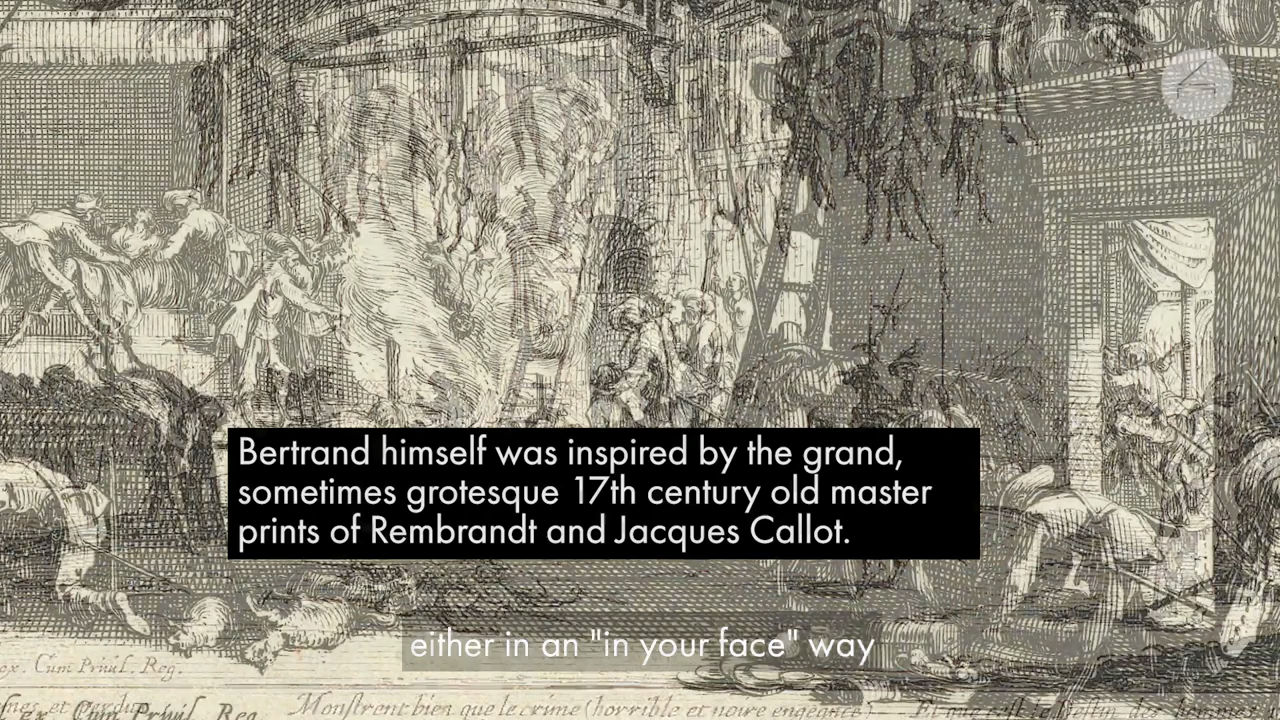 Bertrand himself was inspired by the grand,
sometimes grotesque 17th century old master
prints of Rembrandt and Jacques Callot.
either in an "in your face" way
ex. Cum Priuil. Reg.
Monstrent bien que le crime (horrible et noire engeance)
ex. Cum Priuil. Reg.